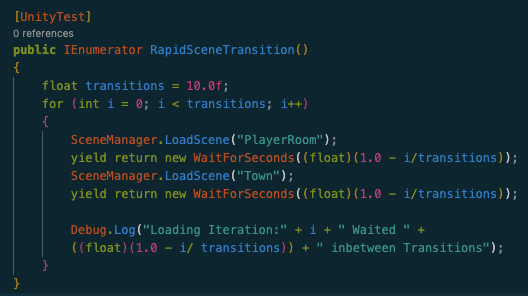 [UnityTest]
0 references
public IEnumerator RapidSceneTransition()
{
float transitions = 10.0f;
for (int i = 0; i < transitions; i++)
{
SceneManager.LoadScene("PlayerRoom");
yield return new WaitForSeconds((float)(1.0 - i/transitions));
SceneManager.LoadScene("Town");
yield return new WaitForSeconds((float)(1.0 - i/transitions));
Debug.Log("Loading Iteration:" + i + " Waited " +
((float)(1.0 - i/ transitions)) + " inbetween Transitions");
}
}